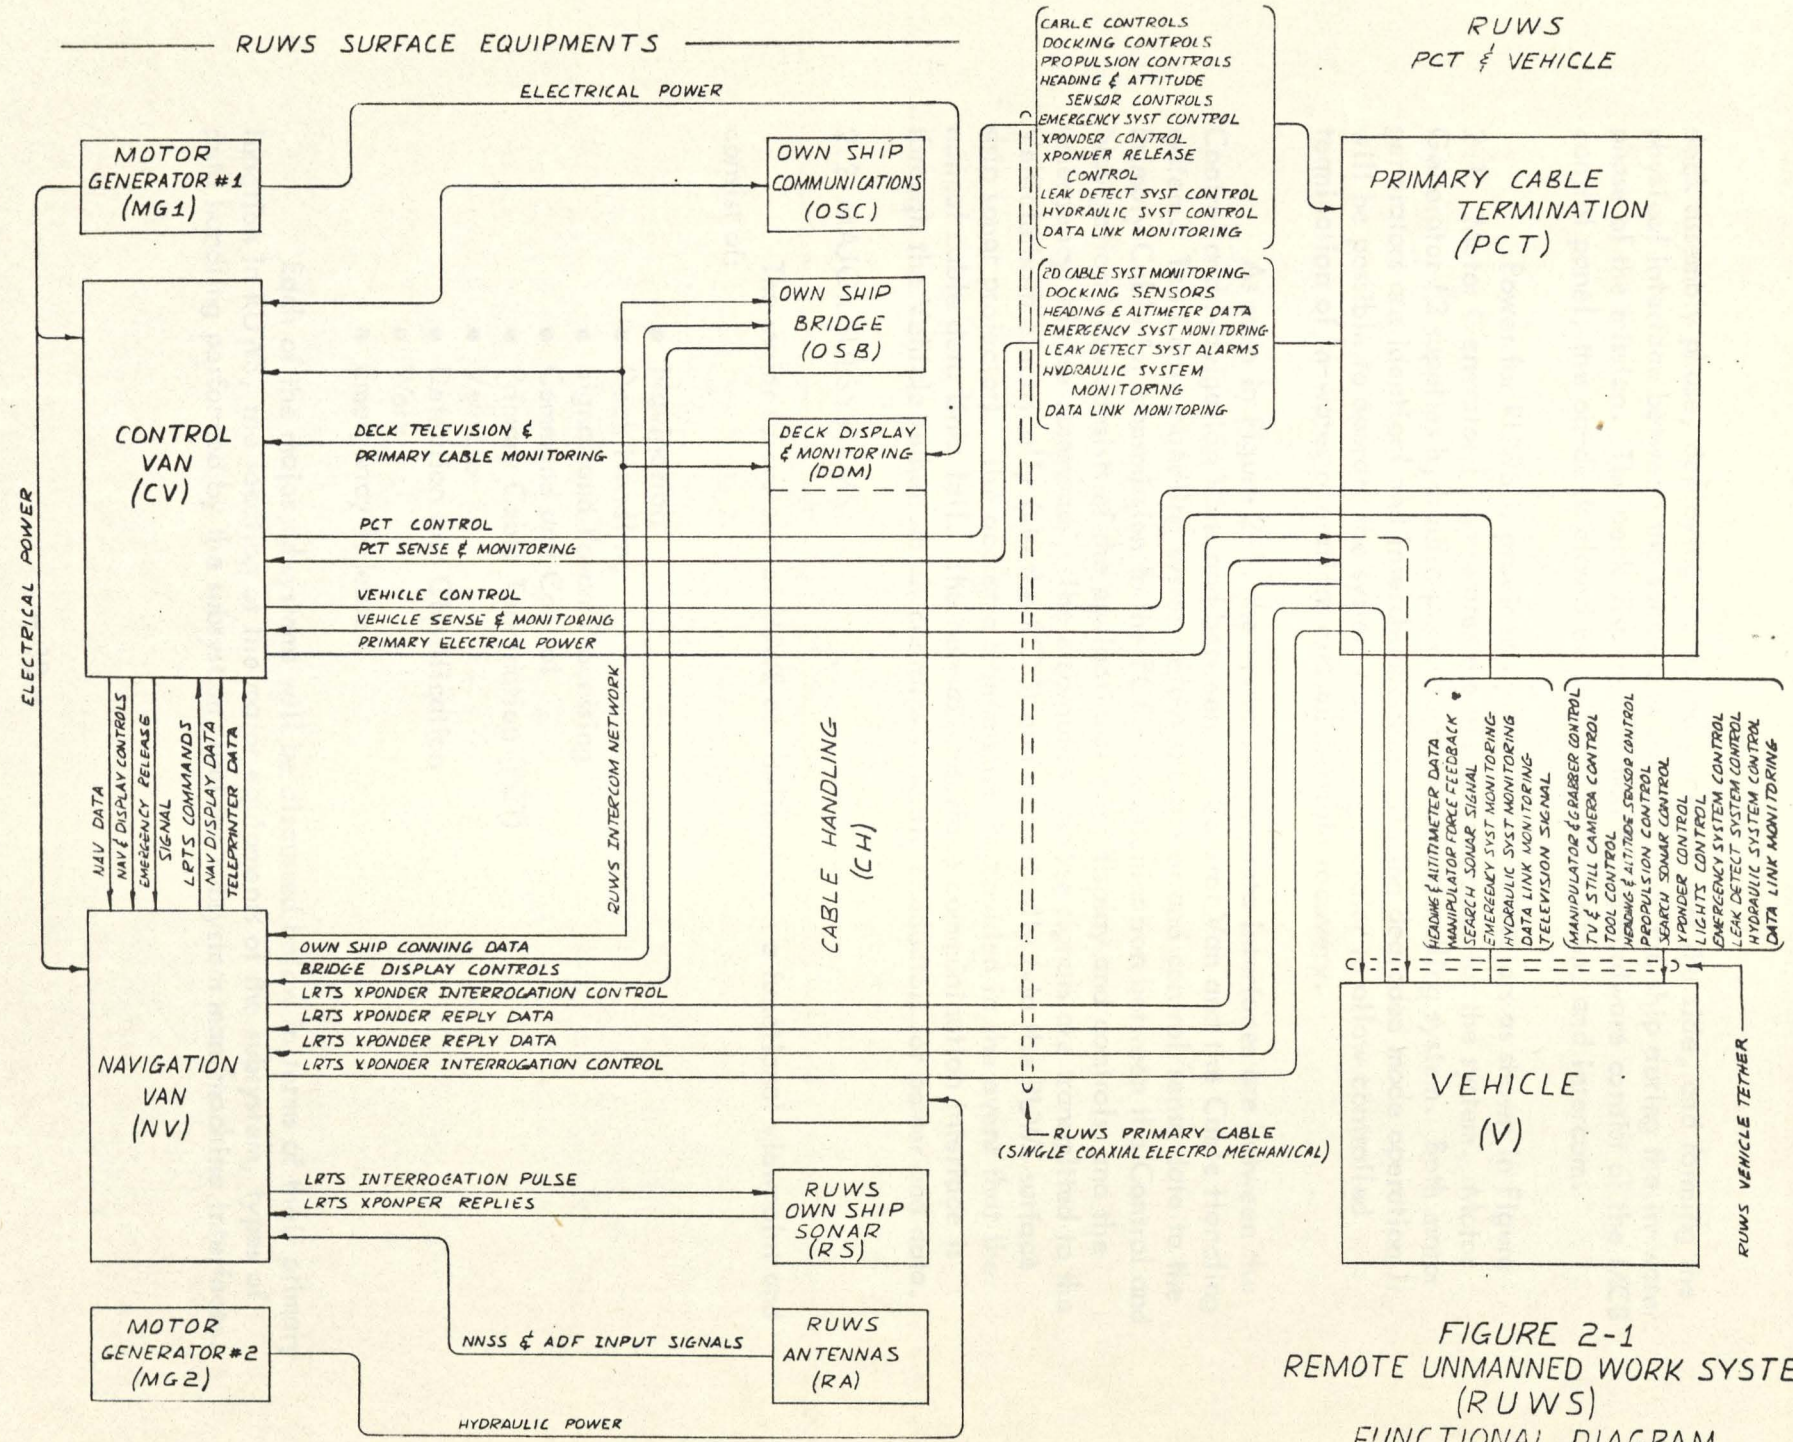 RUWS SURFACE EQUIPMENTS
RUWS
PCT & VEHICLE
ELECTRICAL POWER
MOTOR
GENERATOR #1
(MG1)
OWN SHIP
COMMUNICATIONS
(OSC)
CABLE CONTROLS
DOCKING CONTROLS
PROPULSION CONTROLS
HEADING & ATTITUDE
SENSOR CONTROLS
EMERGENCY SYST CONTROL
XPONDER CONTROL
XPONDER RELEASE
CONTROL
LEAK DETECT SYST CONTROL
HYDRAULIC SYST CONTROL
DATA LINK MONITORING
PRIMARY CABLE
TERMINATION
(PCT)
2D CABLE SYST MONITORING
DOCKING SENSORS
HEADING & ALTIMETER DATA
EMERGENCY SYST MONITORING
LEAK DETECT SYST ALARMS
HYDRAULIC SYSTEM
MONITORING
DATA LINK MONITORING
OWN SHIP
BRIDGE
(OSB)
CONTROL
VAN
(CV)
DECK TELEVISION &
PRIMARY CABLE MONITORING
DECK DISPLAY
& MONITORING
(DDM)
PCT CONTROL
PCT SENSE & MONITORING
VEHICLE CONTROL
VEHICLE SENSE & MONITORING
PRIMARY ELECTRICAL POWER
ELECTRICAL POWER
NAV DATA
NAV & DISPLAY CONTROLS
EMERGENCY RELEASE
SIGNAL
LRTS COMMANDS
NAV DISPLAY DATA
TELEPRINTER DATA
RUWS INTERCOM NETWORK
CABLE HANDLING
(CH)
HEADING & ALTITIMETER DATA
MANIPULATOR FORCE FEEDBACK
SEARCH SONAR SIGNAL
EMERGENCY SYST MONITORING
HYDRAULIC SYST MONITORING
DATA LINK MONITORING
TELEVISION SIGNAL
MANIPULATOR & GRABBER CONTROL
TV & STILL CAMERA CONTROL
TOOL CONTROL
HEADING & ALTITUDE SENSOR CONTROL
PROPULSION CONTROL
SEARCH SONAR CONTROL
XPONDER CONTROL
LIGHTS CONTROL
EMERGENCY SYSTEM CONTROL
LEAK DETECT SYSTEM CONTROL
HYDRAULIC SYSTEM CONTROL
DATA LINK MONITORING
OWN SHIP CONNING DATA
BRIDGE DISPLAY CONTROLS
LRTS XPONDER INTERROGATION CONTROL
LRTS XPONDER REPLY DATA
LRTS XPONDER REPLY DATA
LRTS XPONDER INTERROGATION CONTROL
NAVIGATION
VAN
(NV)
RUWS PRIMARY CABLE
(SINGLE COAXIAL ELECTRO MECHANICAL)
VEHICLE
(V)
RUWS VEHICLE TETHER
LRTS INTERROGATION PULSE
LRTS XPONPER REPLIES
RUWS
OWN SHIP
SONAR
(RS)
MOTOR
GENERATOR #2
(MG2)
NNSS & ADF INPUT SIGNALS
RUWS
ANTENNAS
(RA)
HYDRAULIC POWER
FIGURE 2-1
REMOTE UNMANNED WORK SYSTE
(RUWS)
FUNCTIONAL DIAGRAM